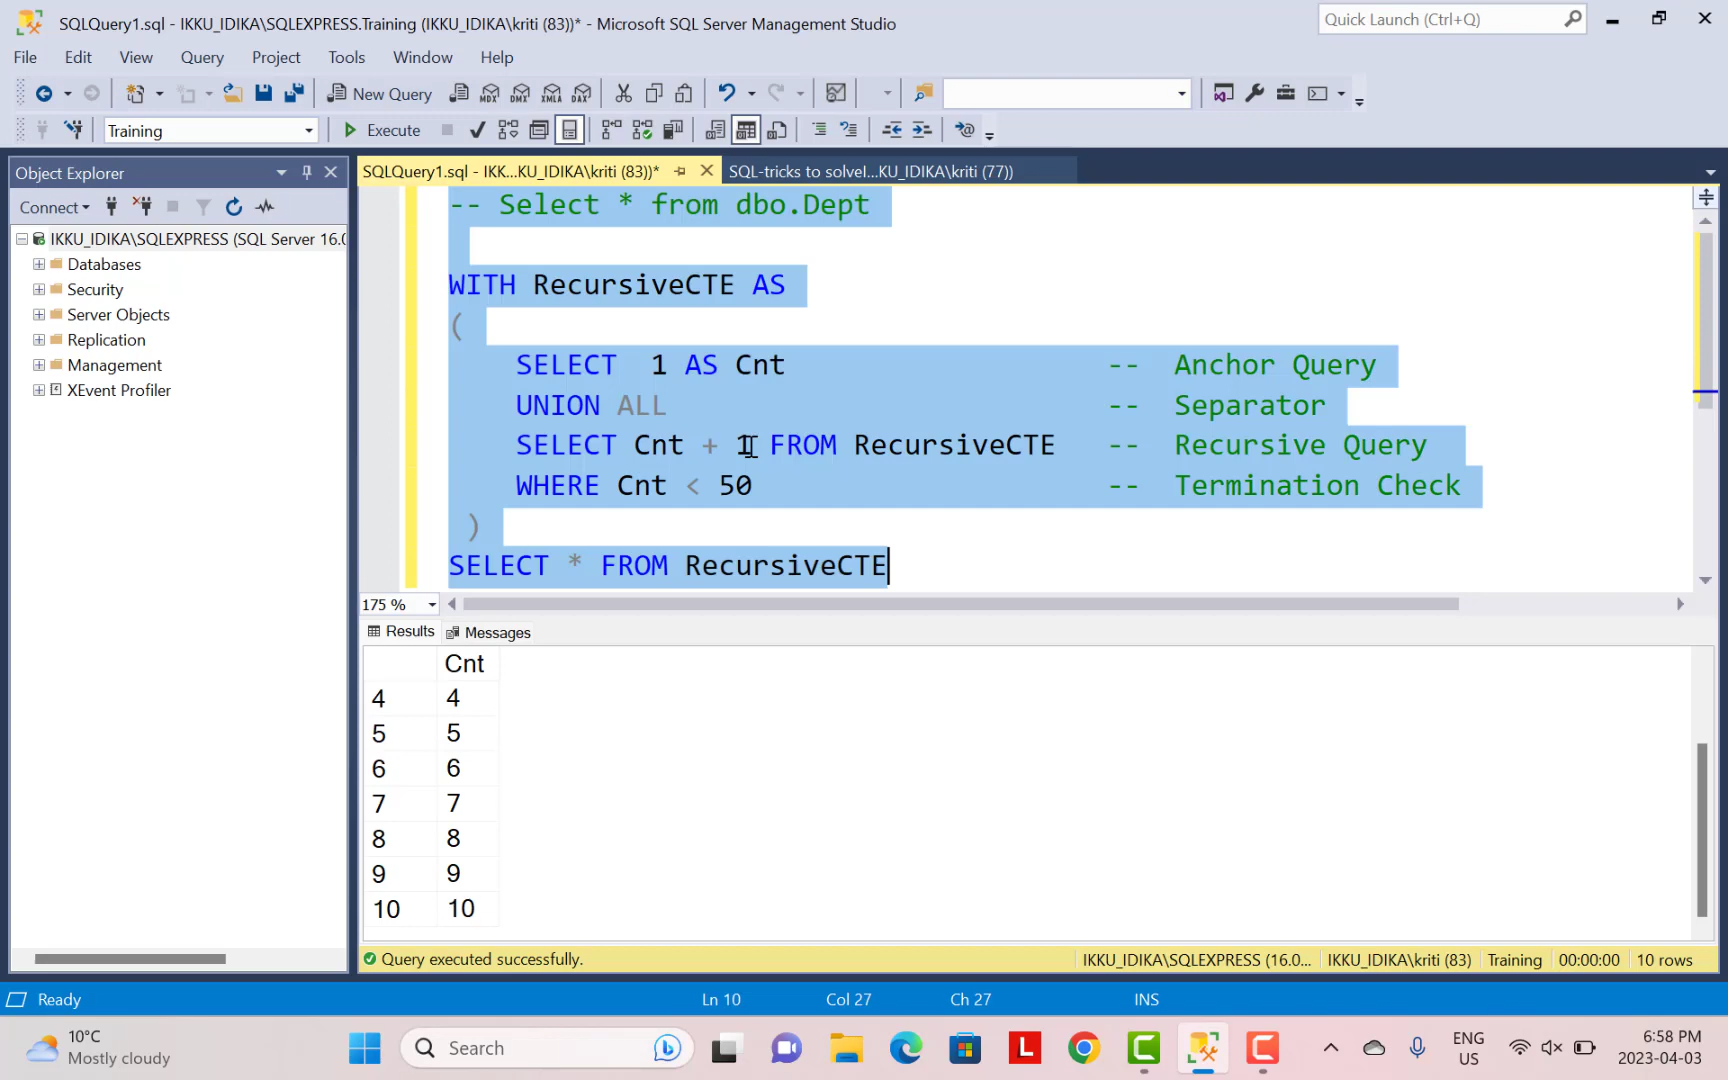 SQLQuery1.sql - IKKU_IDIKA\SQLEXPRESS.Training (IKKU_IDIKA\kriti (83))* - Microsoft SQL Server Management Studio
Quick Launch (Ctrl+Q)
File Edit View Query Project Tools Window Help
New Query MDX DMX XMLA DAX
Training Execute
Object Explorer
SQLQuery1.sql - IKK...KU_IDIKA\kriti (83))* SQL-tricks to solvel...KU_IDIKA\kriti (77))
Connect
IKKU_IDIKA\SQLEXPRESS (SQL Server 16.0
Databases
Security
Server Objects
Replication
Management
XEvent Profiler
-- Select * from dbo.Dept
WITH RecursiveCTE AS
(
SELECT 1 AS Cnt -- Anchor Query
UNION ALL -- Separator
SELECT Cnt + 1 FROM RecursiveCTE -- Recursive Query
WHERE Cnt < 50 -- Termination Check
)
SELECT * FROM RecursiveCTE
175 %
Results Messages
Cnt
4 4
5 5
6 6
7 7
8 8
9 9
10 10
Query executed successfully. IKKU_IDIKA\SQLEXPRESS (16.0... IKKU_IDIKA\kriti (83) Training 00:00:00 10 rows
Ready Ln 10 Col 27 Ch 27 INS
10°C
Mostly cloudy
Search
L
ENG
US
6:58 PM
2023-04-03